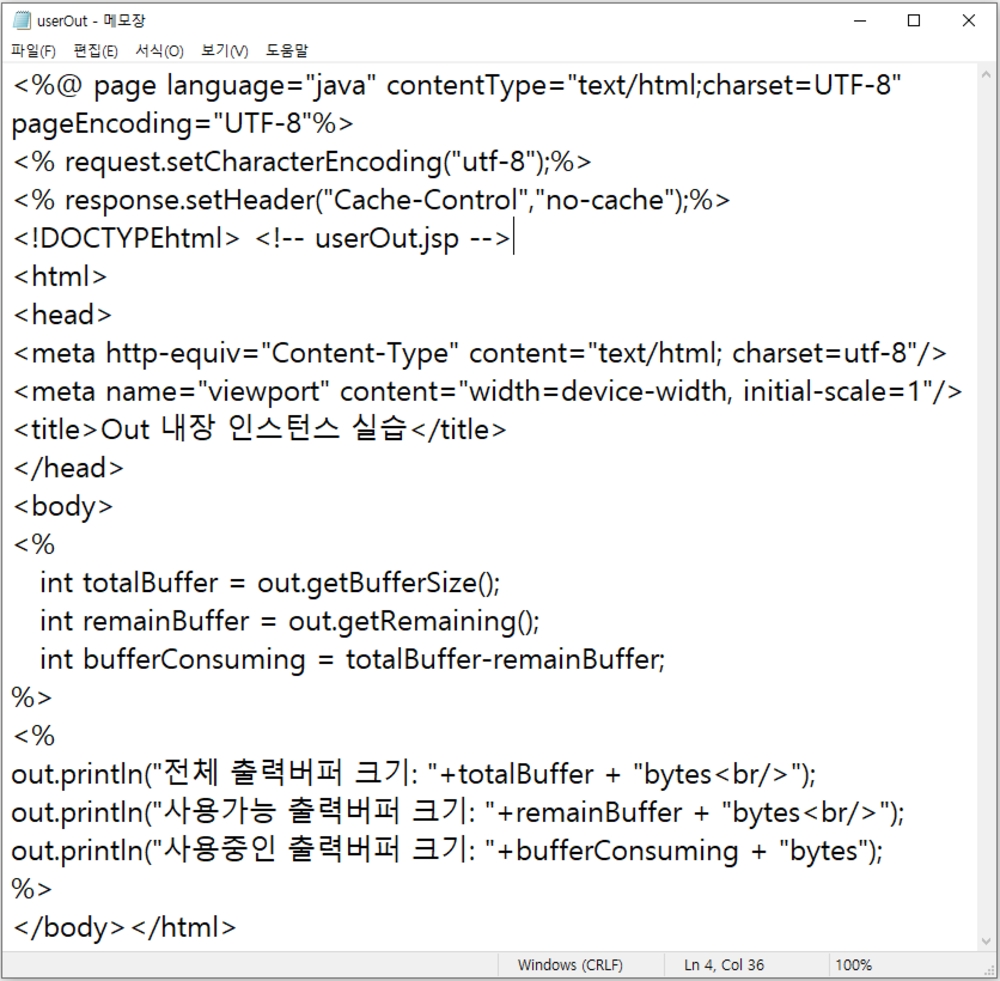 userOut - 메모장
파일(F) 편집(E) 서식(O) 보기(V) 도움말
<%@ page language="java" contentType="text/html;charset=UTF-8"
pageEncoding="UTF-8"%>
<% request.setCharacterEncoding("utf-8");%>
<% response.setHeader("Cache-Control","no-cache");%>
<!DOCTYPEhtml> <!-- userOut.jsp -->
<html>
<head>
<meta http-equiv="Content-Type" content="text/html; charset=utf-8"/>
<meta name="viewport" content="width=device-width, initial-scale=1"/>
<title>Out 내장 인스턴스 실습</title>
</head>
<body>
<%
int totalBuffer = out.getBufferSize();
int remainBuffer = out.getRemaining();
int bufferConsuming = totalBuffer-remainBuffer;
%>
<%
out.println("전체 출력버퍼 크기: "+totalBuffer + "bytes<br/>");
out.println("사용가능 출력버퍼 크기: "+remainBuffer + "bytes<br/>");
out.println("사용중인 출력버퍼 크기: "+bufferConsuming + "bytes");
%>
</body></html>
Windows (CRLF) Ln 4, Col 36 100%